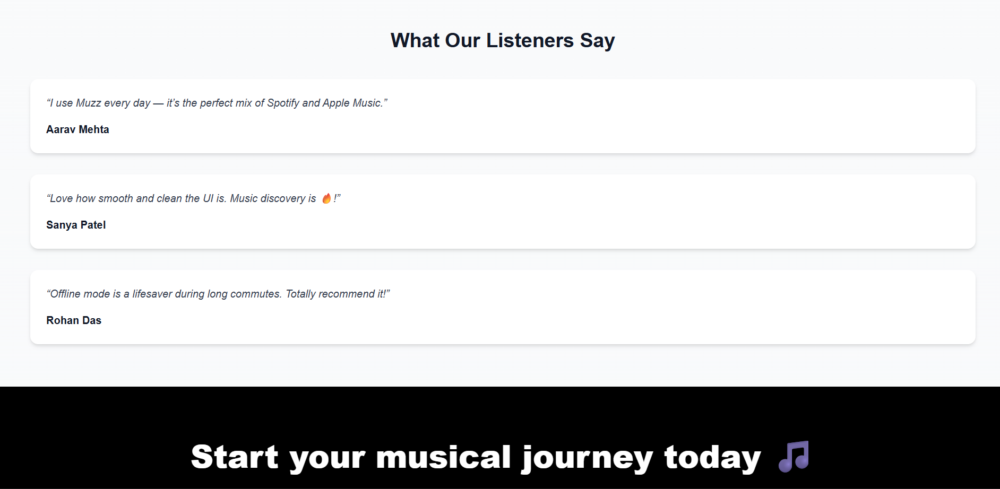 What Our Listeners Say
“I use Muzz every day — it’s the perfect mix of Spotify and Apple Music.”
Aarav Mehta
“Love how smooth and clean the UI is. Music discovery is 🔥!”
Sanya Patel
“Offline mode is a lifesaver during long commutes. Totally recommend it!”
Rohan Das
Start your musical journey today 🎵